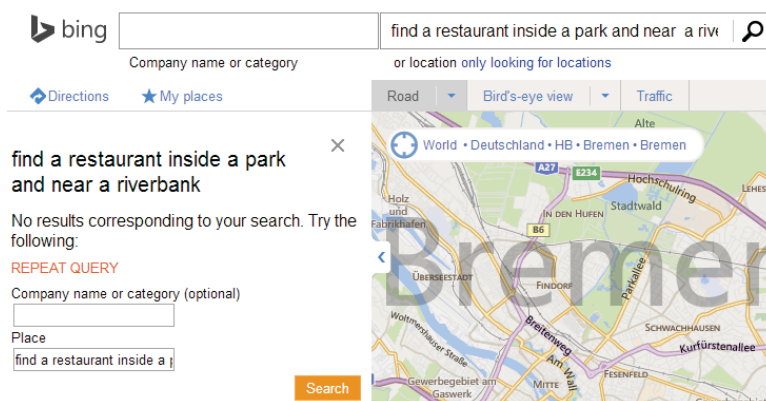 bing
find a restaurant inside a park and near a rive
Company name or category
or location only looking for locations
Directions
My places
Road
Bird's-eye view
Traffic
find a restaurant inside a park
and near a riverbank
No results corresponding to your search. Try the
following:
REPEAT QUERY
Company name or category (optional)
Place
find a restaurant inside a p
Search
World • Deutschland • HB • Bremen • Bremen
Alte
A27
E234
Hochschulring
LEHES
Holz
und
Fabrikhafen
IN DEN HUFEN
Stadtwald
B6
Bremen
ÜBERSEESTADT
FINDORF
Parkallee
Woltmershauser Straße
Breitenweg
SCHWACHHAUSEN
Kurfürstenallee
Am Wall
Gewerbegebiet am
Gaswerk
MITTE
FESENFELD